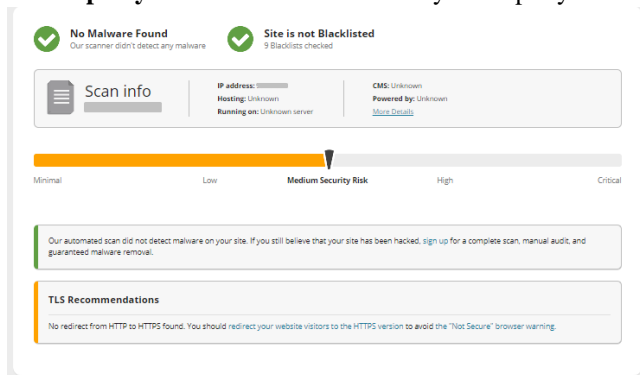 No Malware Found
Our scanner didn't detect any malware
Site is not Blacklisted
9 Blacklists checked
Scan info
IP address:
Hosting: Unknown
Running on: Unknown server
CMS: Unknown
Powered by: Unknown
More Details
Minimal
Low
Medium Security Risk
High
Critical
Our automated scan did not detect malware on your site. If you still believe that your site has been hacked, sign up for a complete scan, manual audit, and
guaranteed malware removal.
TLS Recommendations
No redirect from HTTP to HTTPS found. You should redirect your website visitors to the HTTPS version to avoid the "Not Secure" browser warning.